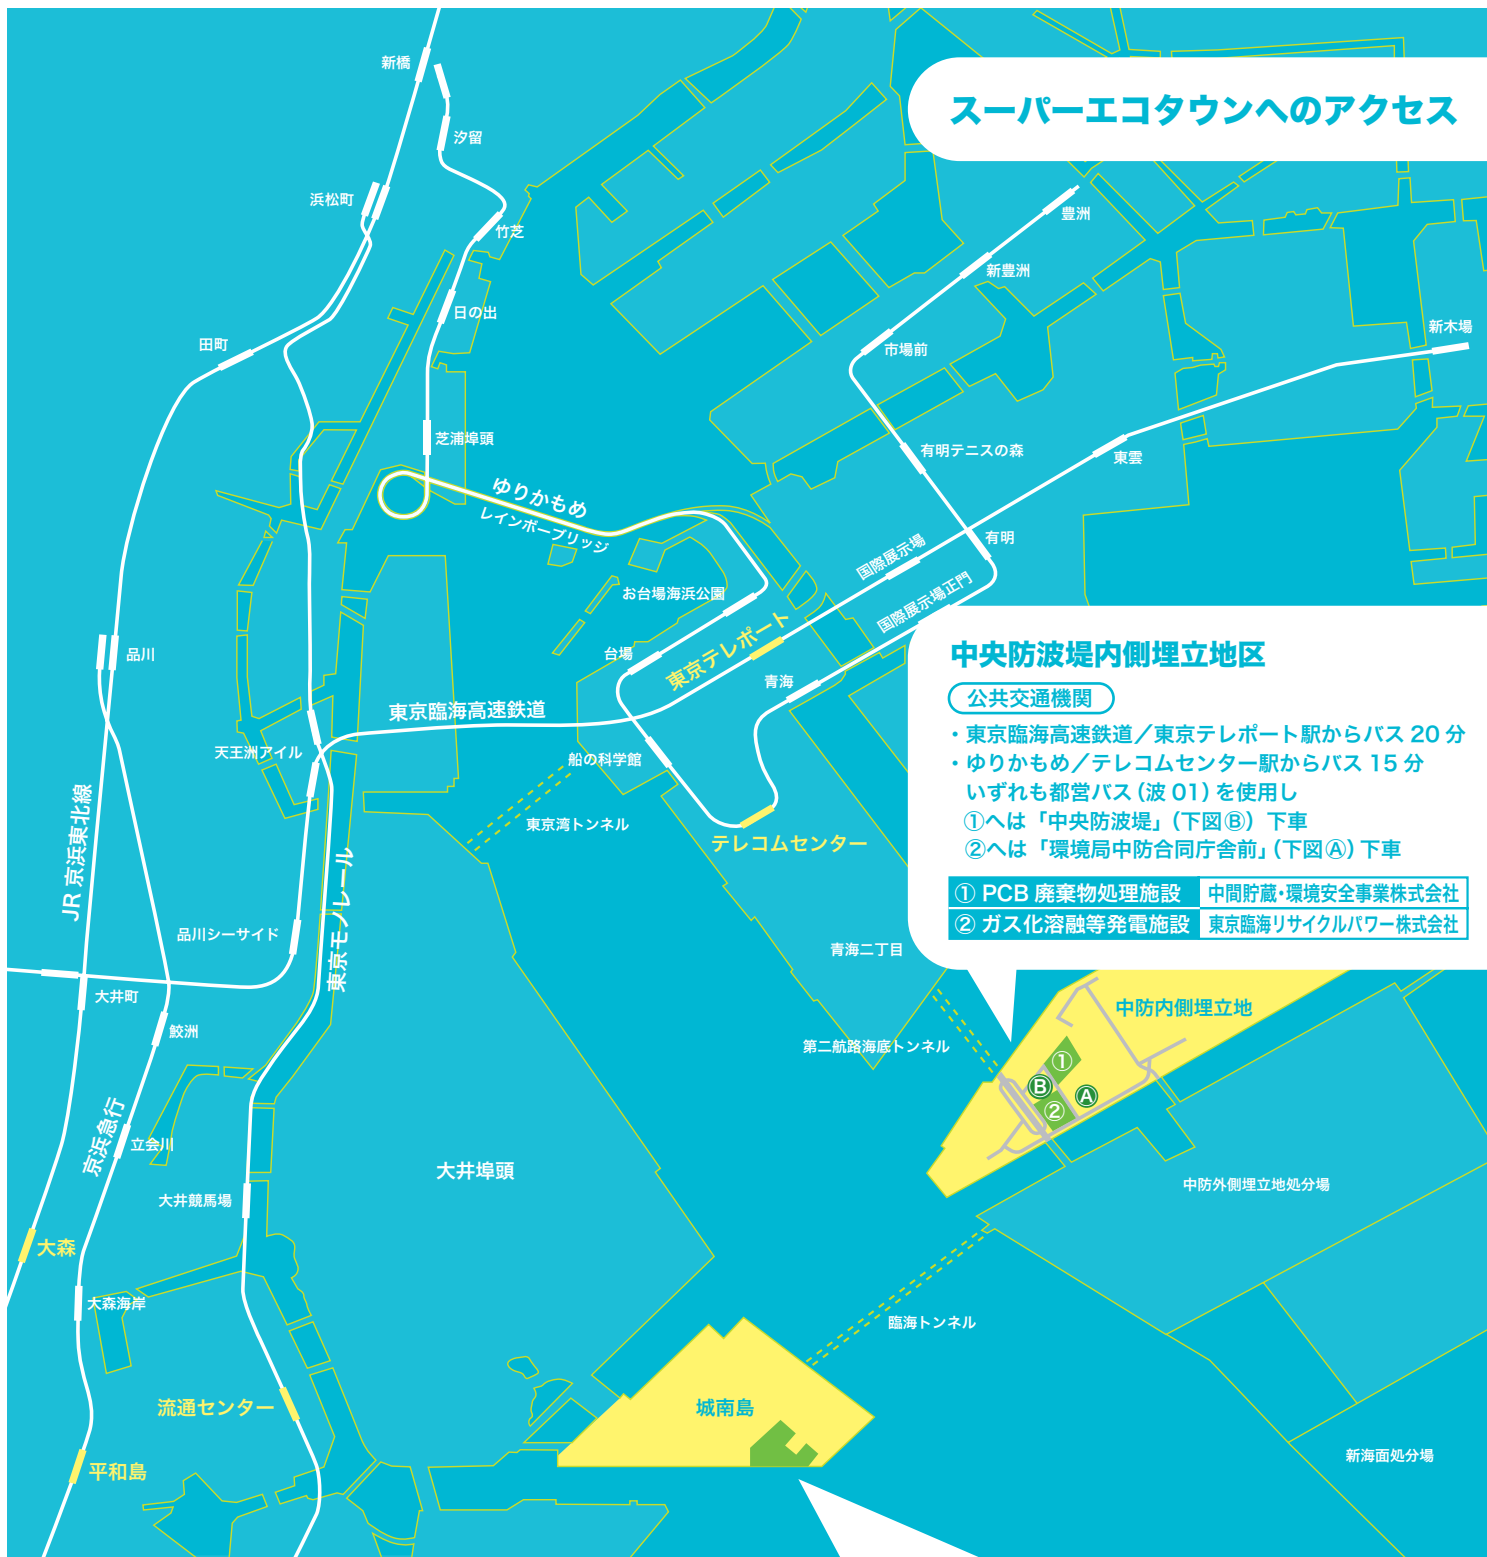 スーパーエコタウンへのアクセス
新橋
汐留
浜松町
竹芝
豊洲
新豊洲
日の出
田町
市場前
新木場
芝浦埠頭
有明テニスの森
東雲
ゆりかもめ
レインボーブリッジ
有明
国際展示場
国際展示場正門
お台場海浜公園
東京テレポート
台場
品川
青海
東京臨海高速鉄道
天王洲アイル
船の科学館
東京湾トンネル
テレコムセンター
JR 京浜東北線
東京モノレール
品川シーサイド
青海二丁目
中央防波堤内側埋立地区
公共交通機関
・東京臨海高速鉄道／東京テレポート駅からバス 20 分
・ゆりかもめ／テレコムセンター駅からバス 15 分
いずれも都営バス（波 01）を使用し
①へは「中央防波堤」（下図Ⓑ）下車
②へは「環境局中防合同庁舎前」（下図Ⓐ）下車
① PCB 廃棄物処理施設 中間貯蔵・環境安全事業株式会社
② ガス化溶融等発電施設 東京臨海リサイクルパワー株式会社
大井町
鮫洲
中防内側埋立地
第二航路海底トンネル
①
Ⓑ
Ⓐ
②
京浜急行
立会川
大井埠頭
中防外側埋立地処分場
大井競馬場
大森
大森海岸
臨海トンネル
流通センター
城南島
平和島
新海面処分場